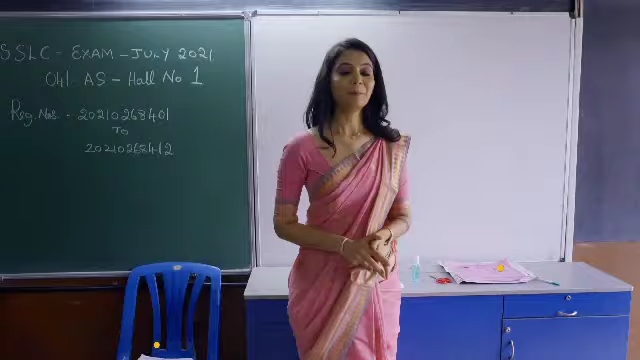 SSLC - EXAM - JULY 2021
041 AS - Hall No 1
Reg. Nos. - 20210268401
TO
20210268412